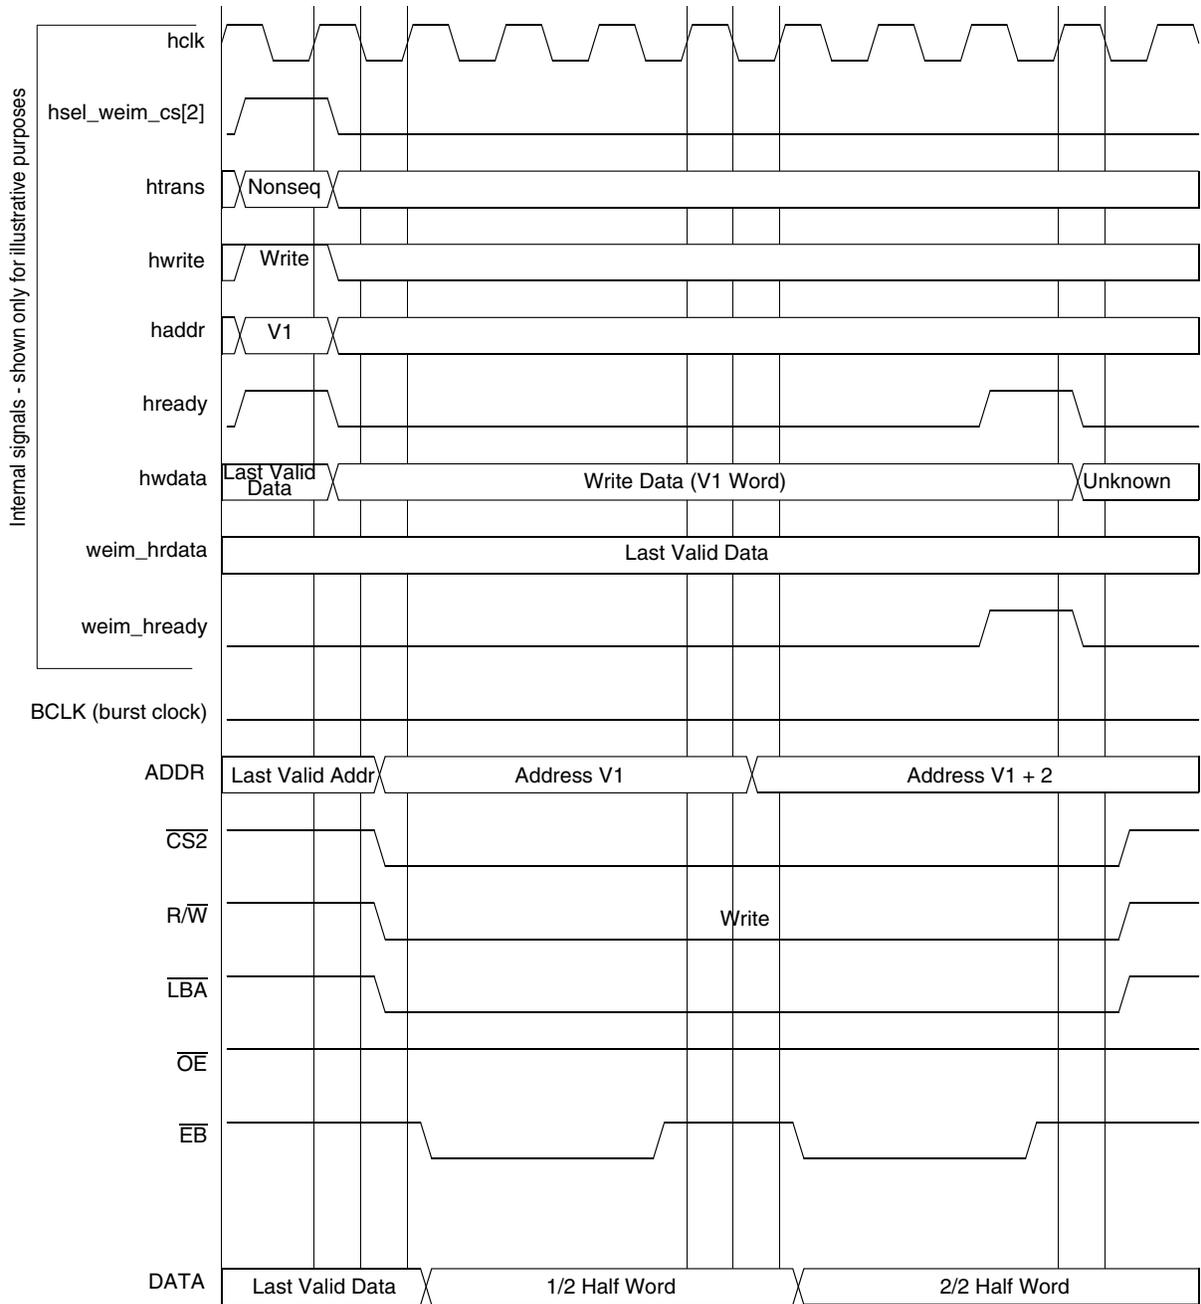 Internal signals - shown only for illustrative purposes
hclk
hsel_weim_cs[2]
htrans
Nonseq
hwrite
Write
haddr
V1
hready
hwdata
Last Valid
Data
Write Data (V1 Word)
Unknown
weim_hrdata
Last Valid Data
weim_hready
BCLK (burst clock)
ADDR
Last Valid Addr
Address V1
Address V1 + 2
CS2
R/W
Write
LBA
OE
EB
DATA
Last Valid Data
1/2 Half Word
2/2 Half Word